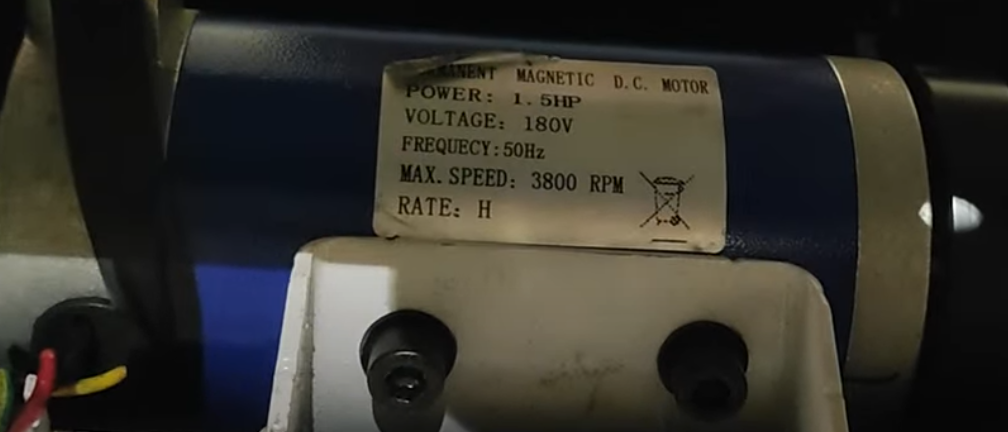 MAGNETIC D.C. MOTOR
POWER: 1.5HP
VOLTAGE: 180V
FREQUECY:50Hz
MAX.SPEED: 3800 RPM
RATE: H